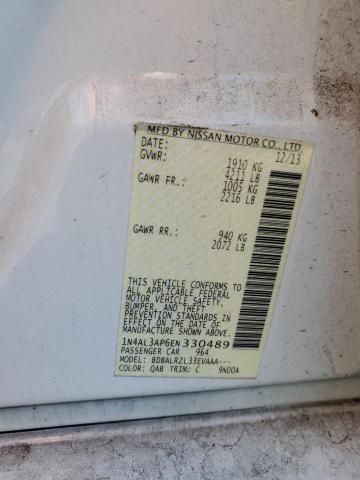 MFD BY NISSAN MOTOR CO., LTD.
DATE: 12/13
GVWR: 1910 KG
4211 LB
GAWR FR.: 1005 KG
2216 LB
GAWR RR.: 940 KG
2072 LB
THIS VEHICLE CONFORMS TO
ALL APPLICABLE FEDERAL
MOTOR VEHICLE SAFETY,
BUMPER, AND THEFT
PREVENTION STANDARDS IN
EFFECT ON THE DATE OF
MANUFACTURE SHOWN ABOVE.
1N4AL3AP6EN 330489
PASSENGER CAR 964
MODEL: BDBALRZL33EVAAA---
COLOR: QAB TRIM: C 9N00A